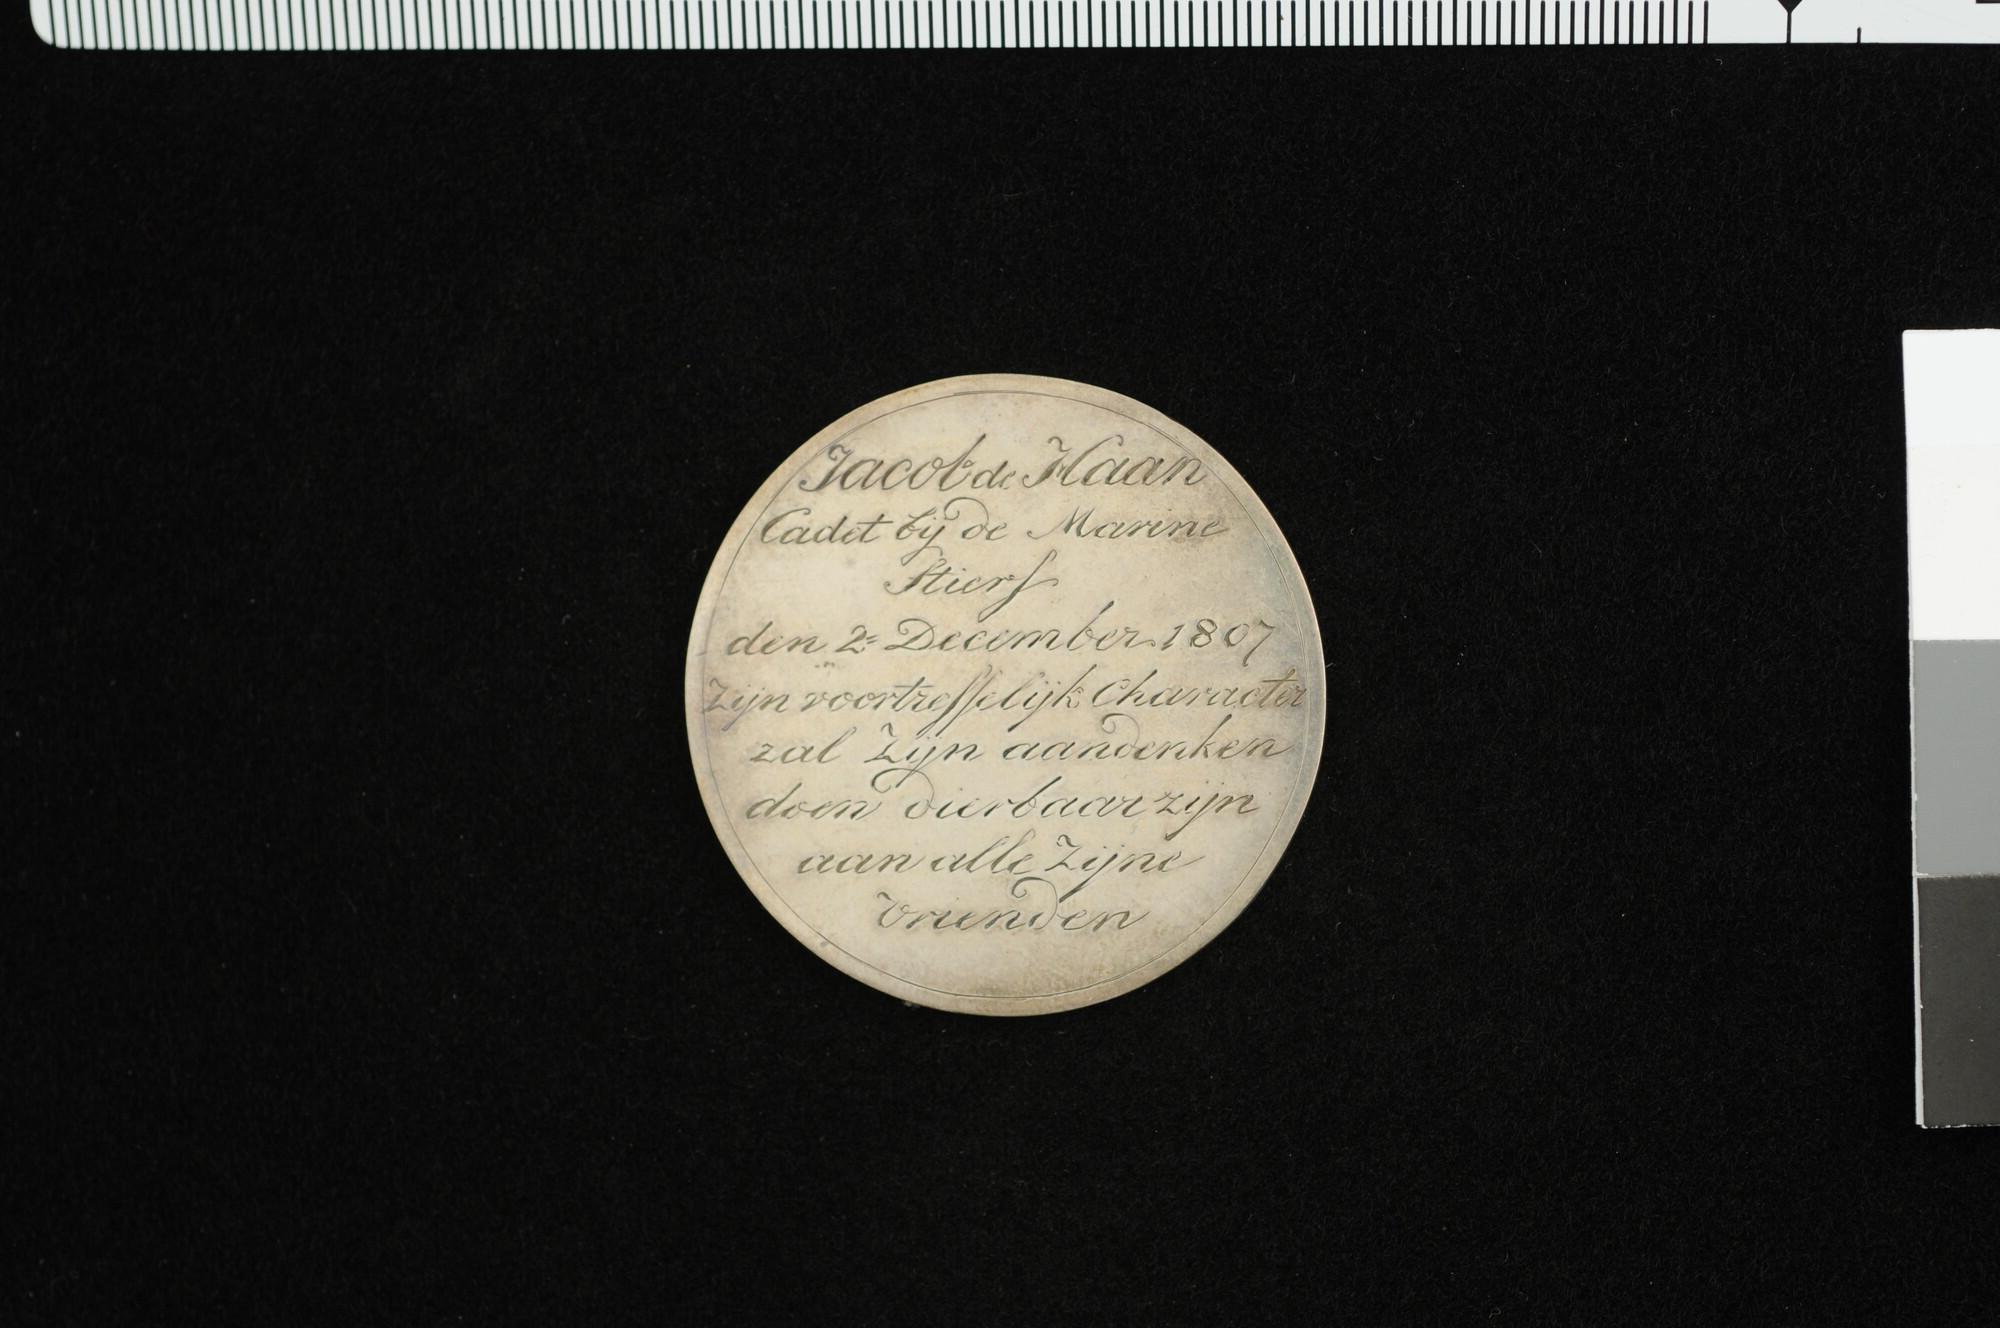 Jacob de Haan
Cadet bij de Marine
Stierf
den 2= December 1807
Zijn voortreffelijk Character
zal Zijn aandenken
doen dierbaar zijn
aan alle Zijne
Vrienden